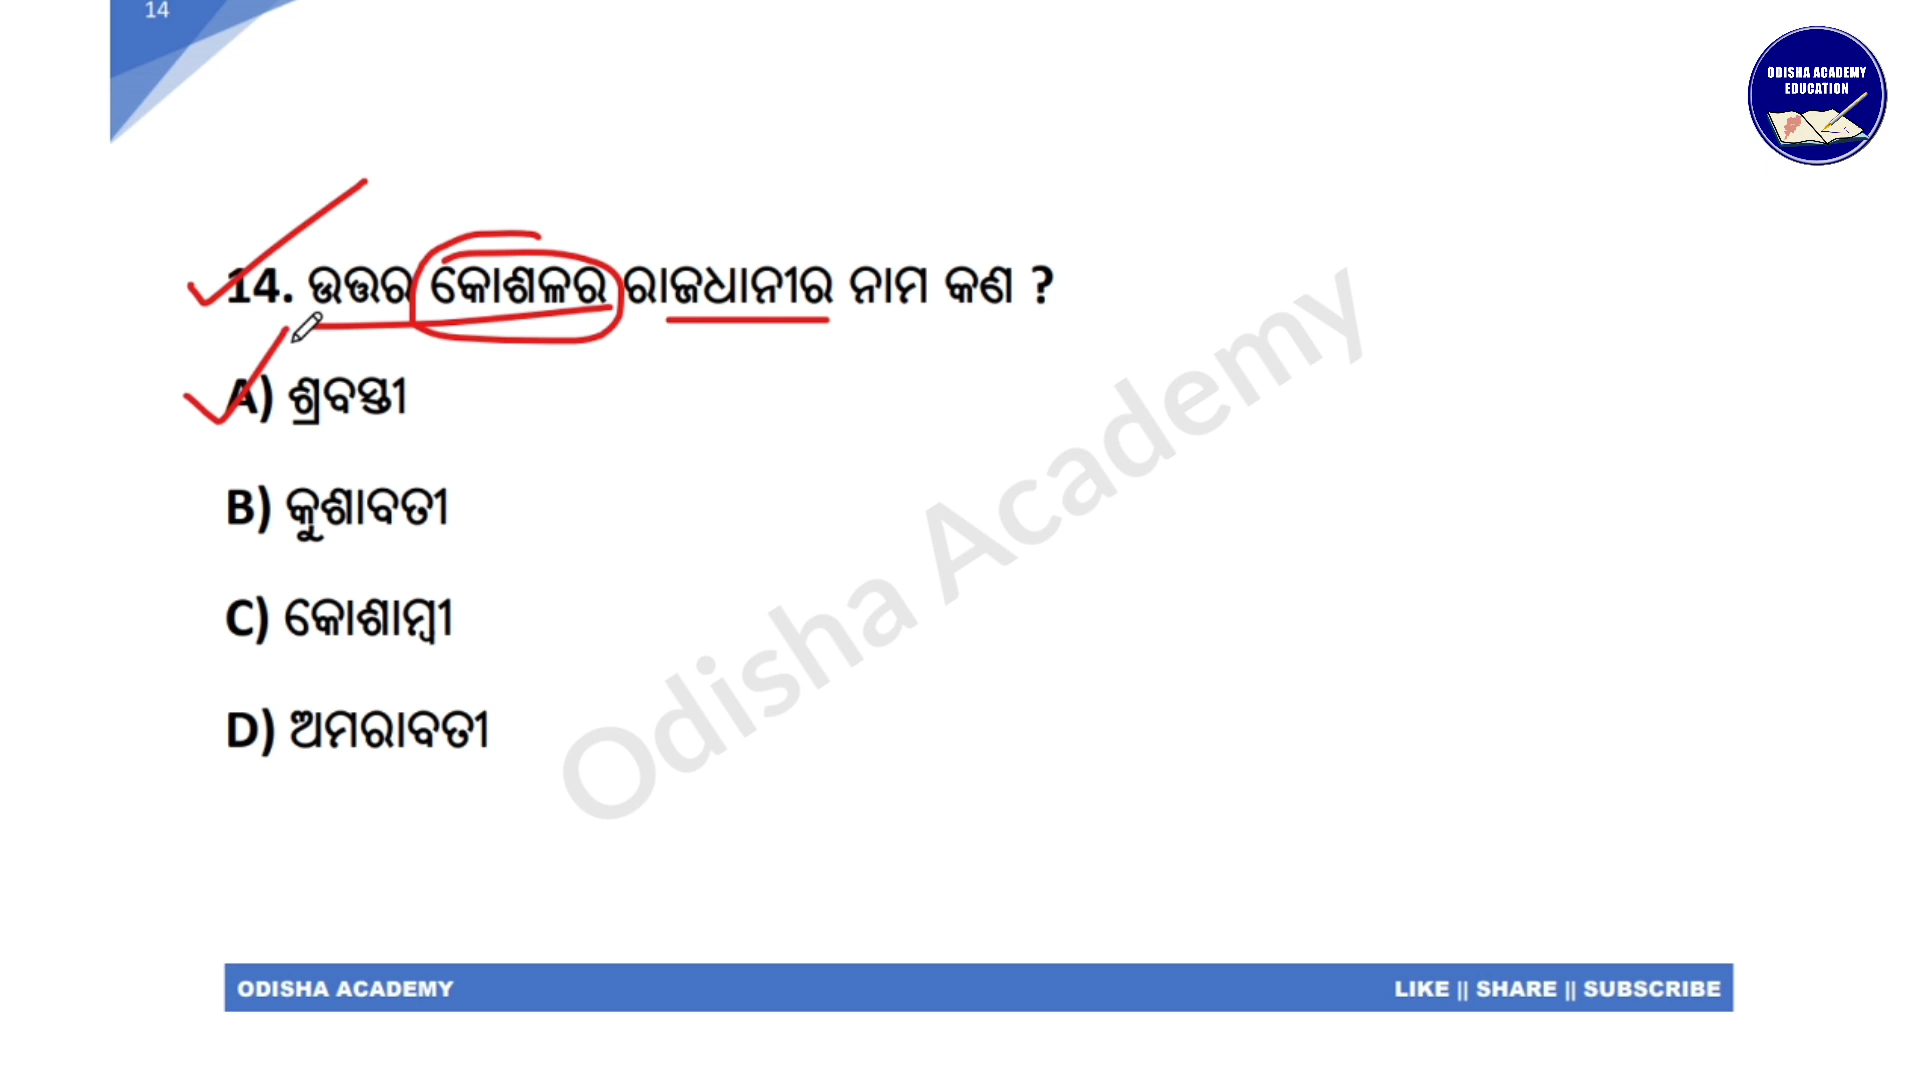 14
ODISHA ACADEMY
EDUCATION
14. ଉତ୍ତର କୋଶଳର ରାଜଧାନୀର ନାମ କଣ ?
A) ଶ୍ରବସ୍ତୀ
B) କୁଶାବତୀ
C) କୋଶାମ୍ବୀ
D) ଅମରାବତୀ
Odisha Academy
ODISHA ACADEMY
LIKE || SHARE || SUBSCRIBE